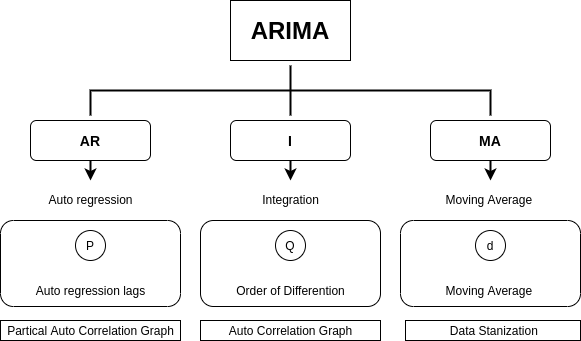 ARIMA
AR
I
MA
Auto regression
Integration
Moving Average
P
Q
d
Auto regression lags
Order of Differention
Moving Average
Partical Auto Correlation Graph
Auto Correlation Graph
Data Stanization